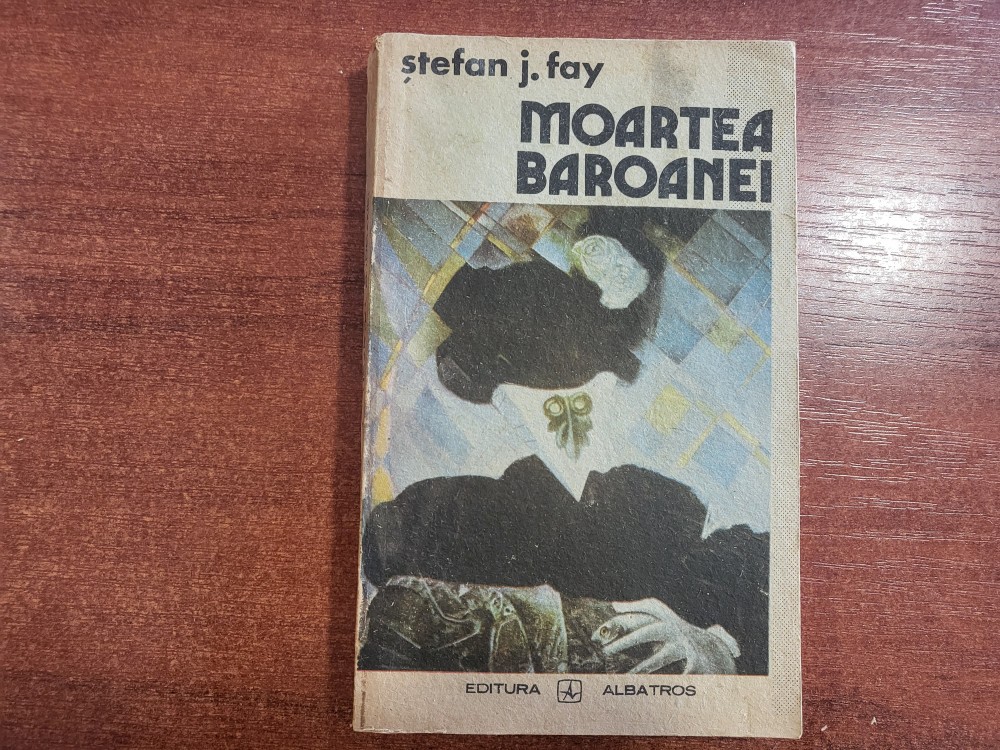 ștefan j. fay
MOARTEA
BAROANEI
EDITURA ALBATROS